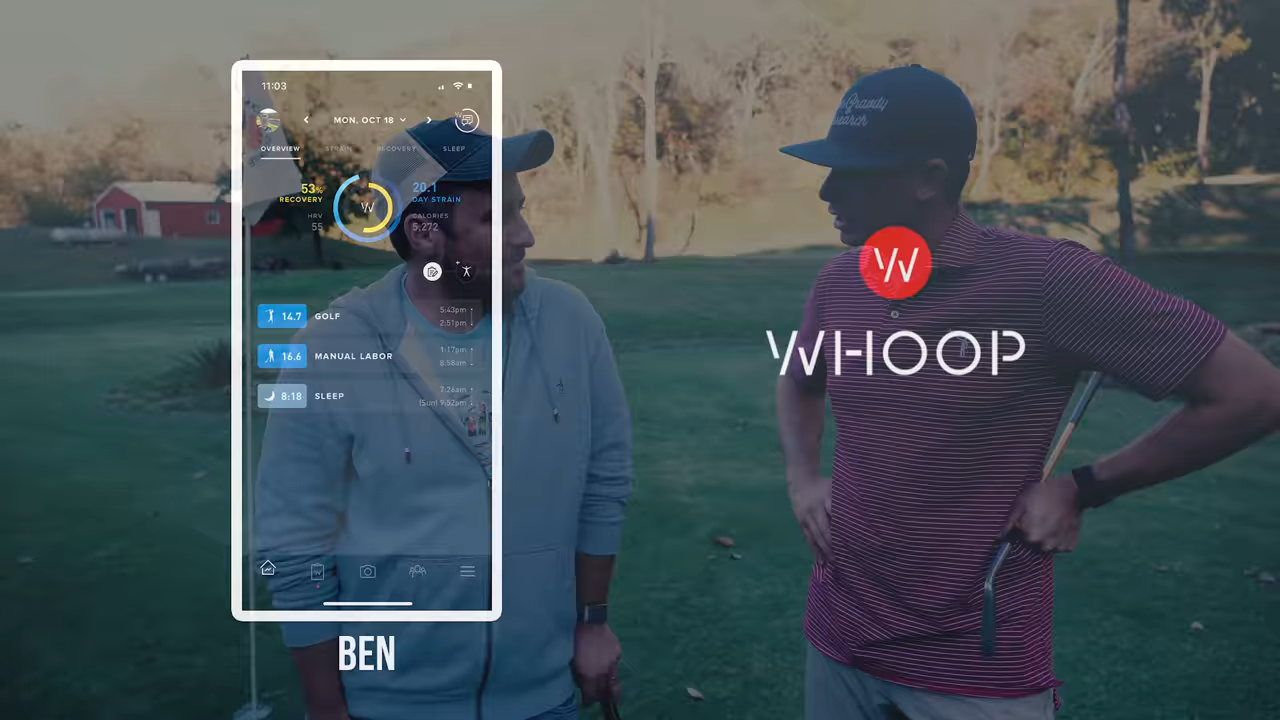 11:03
MON, OCT 18
OVERVIEW STRAIN RECOVERY SLEEP
53%
RECOVERY
HRV
55
W
20.1
DAY STRAIN
CALORIES
5,272
14.7 GOLF 5:43pm
2:51pm
16.6 MANUAL LABOR 1:17pm
8:58am
8:18 SLEEP 7:26am
[Sun] 9:52pm
BEN
W
WHOOP
Grandy